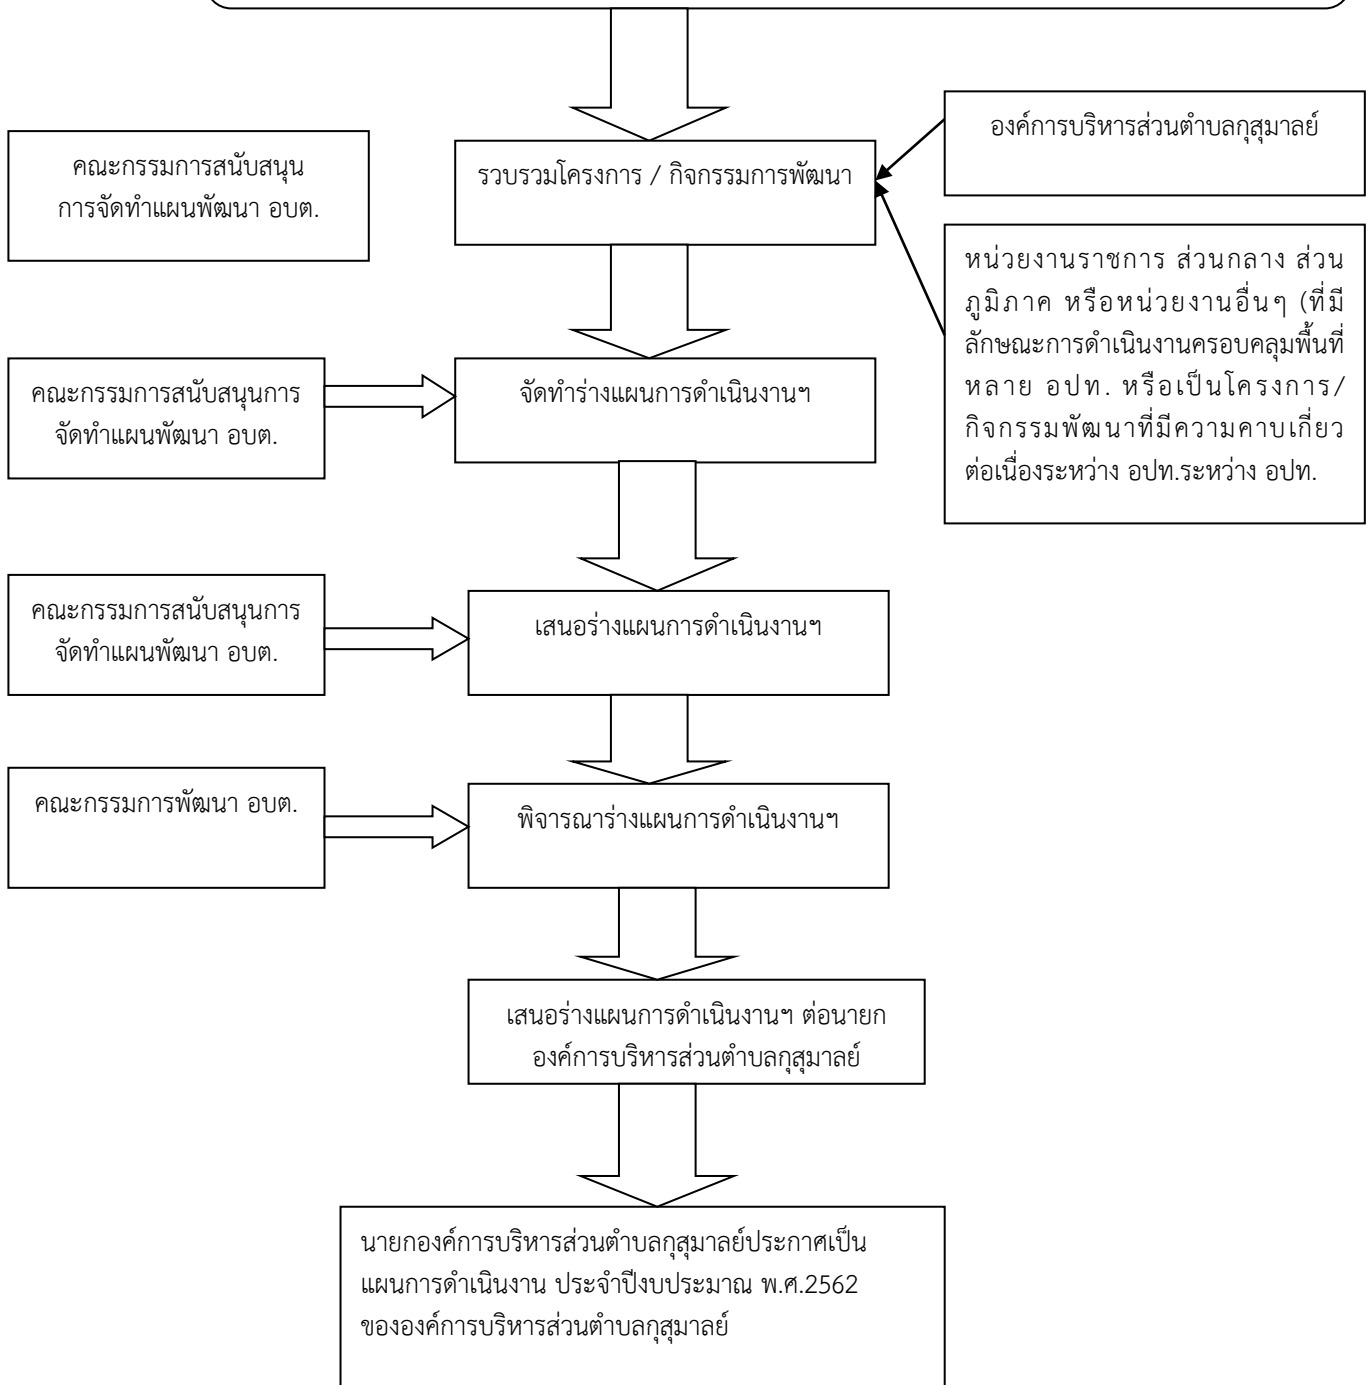 องค์การบริหารส่วนตำบลกุสุมาลย์
คณะกรรมการสนับสนุน
การจัดทำแผนพัฒนา อบต.
รวบรวมโครงการ / กิจกรรมการพัฒนา
หน่วยงานราชการ ส่วนกลาง ส่วน
ภูมิภาค หรือหน่วยงานอื่นๆ (ที่มี
ลักษณะการดำเนินงานครอบคลุมพื้นที่
หลาย อปท. หรือเป็นโครงการ/
กิจกรรมพัฒนาที่มีความคาบเกี่ยว
ต่อเนื่องระหว่าง อปท.ระหว่าง อปท.
คณะกรรมการสนับสนุนการ
จัดทำแผนพัฒนา อบต.
จัดทำร่างแผนการดำเนินงานฯ
คณะกรรมการสนับสนุนการ
จัดทำแผนพัฒนา อบต.
เสนอร่างแผนการดำเนินงานฯ
คณะกรรมการพัฒนา อบต.
พิจารณาร่างแผนการดำเนินงานฯ
เสนอร่างแผนการดำเนินงานฯ ต่อนายก
องค์การบริหารส่วนตำบลกุสุมาลย์
นายกองค์การบริหารส่วนตำบลกุสุมาลย์ประกาศเป็น
แผนการดำเนินงาน ประจำปีงบประมาณ พ.ศ.2562
ขององค์การบริหารส่วนตำบลกุสุมาลย์